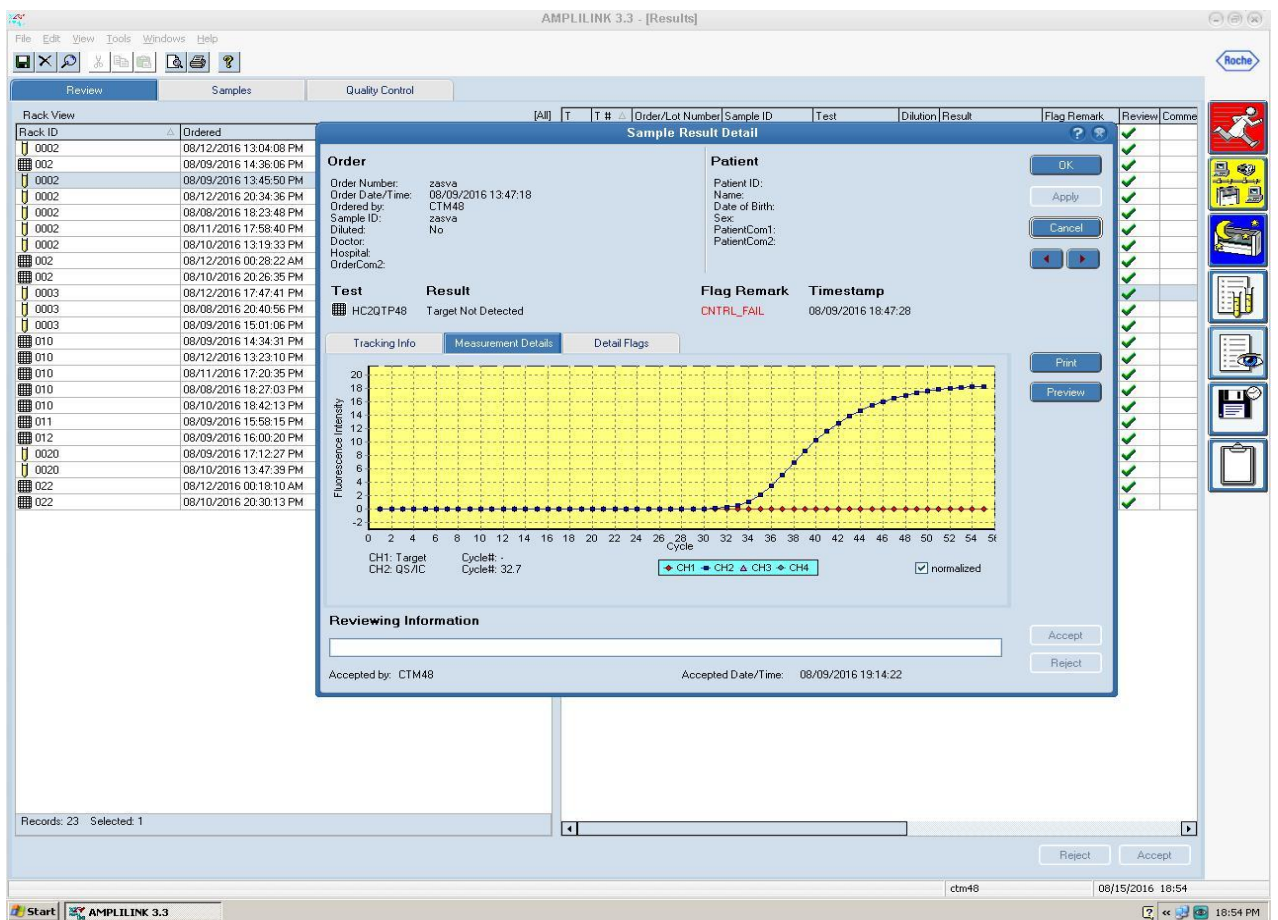 AMPLILINK 3.3 - [Results]
File Edit View Tools Windows Help
Roche
Review Samples Quality Control
Rack View [All] T T # Order/Lot Number Sample ID Test Dilution Result Flag Remark Review Comme
Rack ID Ordered
0002 08/12/2016 13:04:08 PM
002 08/09/2016 14:36:06 PM
0002 08/09/2016 13:45:50 PM
0002 08/12/2016 20:34:36 PM
0002 08/08/2016 18:23:48 PM
0002 08/11/2016 17:58:40 PM
0002 08/10/2016 13:19:33 PM
002 08/12/2016 00:28:22 AM
002 08/10/2016 20:26:35 PM
0003 08/12/2016 17:47:41 PM
0003 08/08/2016 20:40:56 PM
0003 08/09/2016 15:01:06 PM
010 08/09/2016 14:34:31 PM
010 08/12/2016 13:23:10 PM
010 08/11/2016 17:20:35 PM
010 08/08/2016 18:27:03 PM
010 08/10/2016 18:42:13 PM
011 08/09/2016 15:58:15 PM
012 08/09/2016 16:00:20 PM
0020 08/09/2016 17:12:27 PM
0020 08/10/2016 13:47:39 PM
022 08/12/2016 00:18:10 AM
022 08/10/2016 20:30:13 PM
Records: 23 Selected: 1
Sample Result Detail
Order
Order Number: zasva
Order Date/Time: 08/09/2016 13:47:18
Ordered by: CTM48
Sample ID: zasva
Diluted: No
Doctor:
Hospital:
OrderCom2:
Patient
Patient ID:
Name:
Date of Birth:
Sex:
PatientCom1:
PatientCom2:
OK
Apply
Cancel
Test Result Flag Remark Timestamp
HC2QTP48 Target Not Detected CNTRL_FAIL 08/09/2016 18:47:28
Tracking Info Measurement Details Detail Flags
Print
Preview
Fluorescence Intensity
20
18
16
14
12
10
8
6
4
2
0
-2
0 2 4 6 8 10 12 14 16 18 20 22 24 26 28 30 32 34 36 38 40 42 44 46 48 50 52 54
Cycle
CH1: Target Cycle#: -
CH2: QS/IC Cycle#: 32.7
CH1 CH2 CH3 CH4
normalized
Reviewing Information
Accept
Reject
Accepted by: CTM48 Accepted Date/Time: 08/09/2016 19:14:22
Reject Accept
ctm48 08/15/2016 18:54
Start AMPLILINK 3.3 18:54 PM